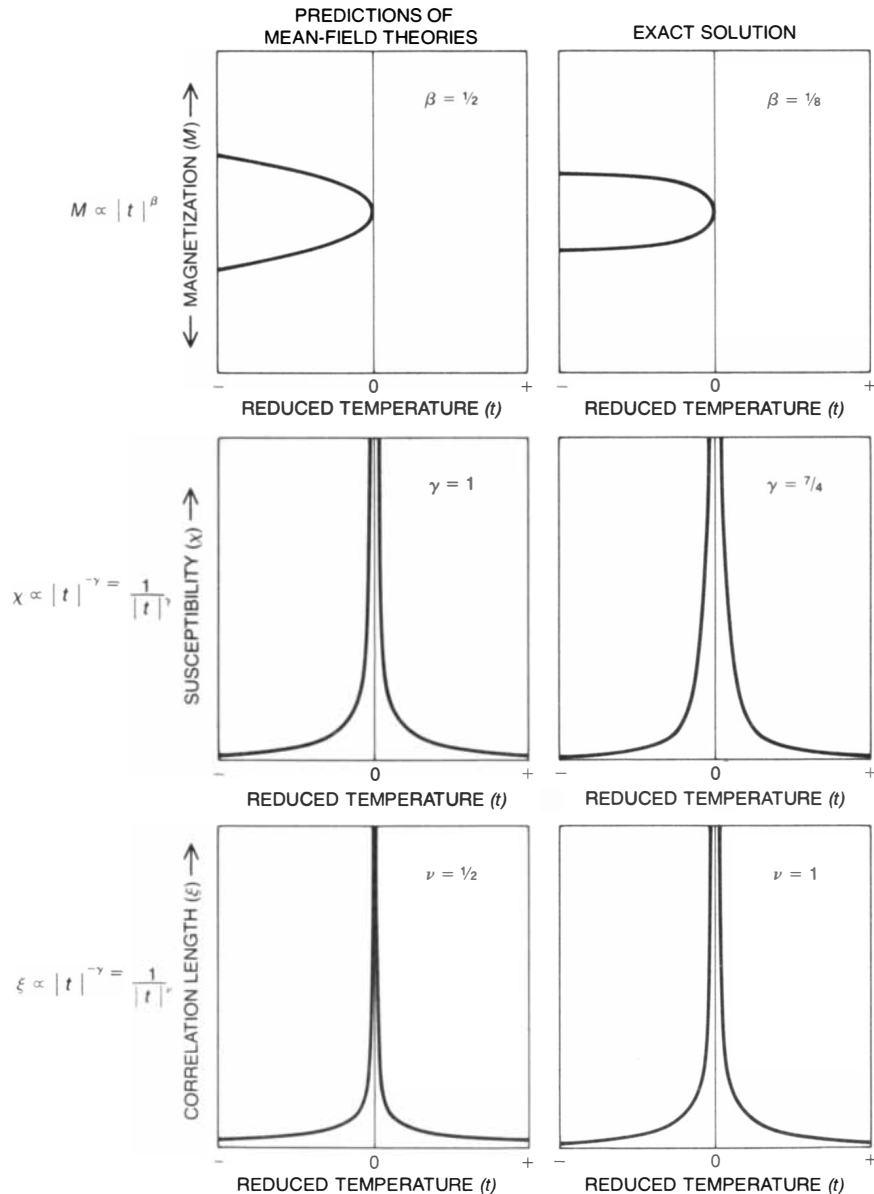 PREDICTIONS OF
MEAN-FIELD THEORIES
EXACT SOLUTION
M ∝ | t |^β
← MAGNETIZATION (M) →
β = ½
β = ⅛
− 0 +
REDUCED TEMPERATURE (t)
− 0 +
REDUCED TEMPERATURE (t)
χ ∝ | t |^−γ = 1 / | t |^γ
SUSCEPTIBILITY (χ) →
γ = 1
γ = 7/4
− 0 +
REDUCED TEMPERATURE (t)
− 0 +
REDUCED TEMPERATURE (t)
ξ ∝ | t |^−γ = 1 / | t |^ν
CORRELATION LENGTH (ξ) →
ν = ½
ν = 1
− 0 +
REDUCED TEMPERATURE (t)
− 0 +
REDUCED TEMPERATURE (t)